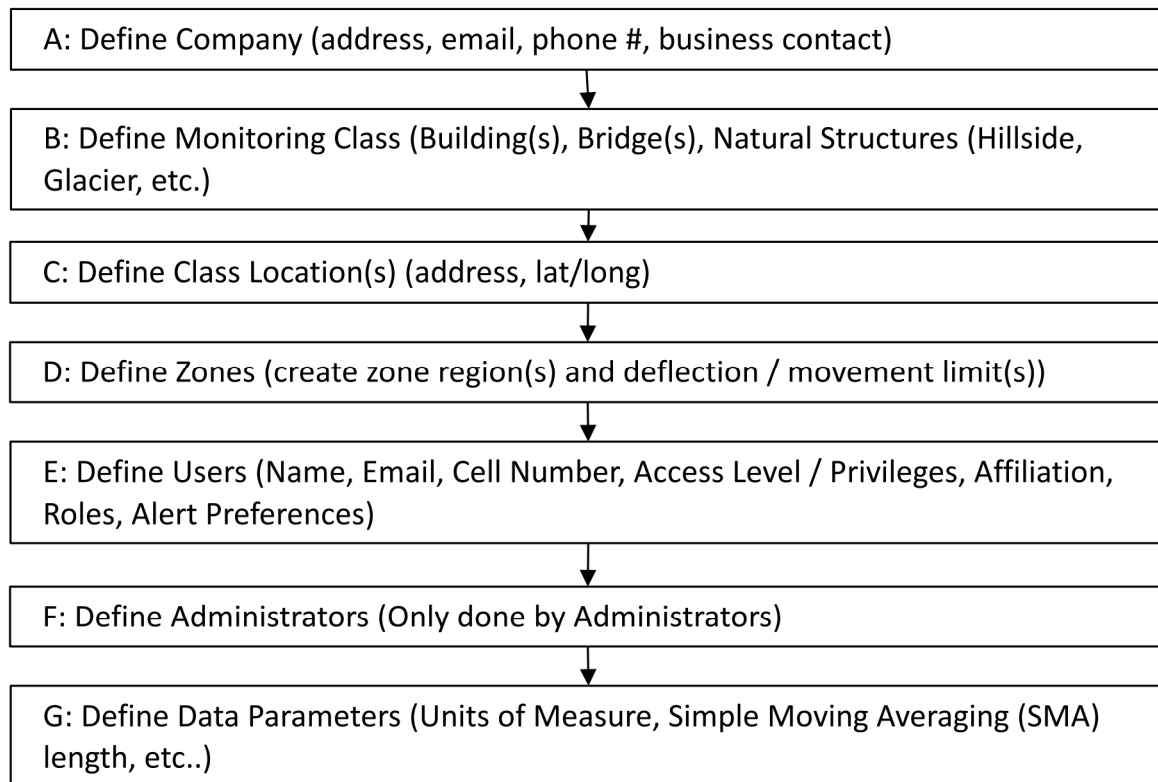 A: Define Company (address, email, phone #, business contact)
B: Define Monitoring Class (Building(s), Bridge(s), Natural Structures (Hillside,
Glacier, etc.)
C: Define Class Location(s) (address, lat/long)
D: Define Zones (create zone region(s) and deflection / movement limit(s))
E: Define Users (Name, Email, Cell Number, Access Level / Privileges, Affiliation,
Roles, Alert Preferences)
F: Define Administrators (Only done by Administrators)
G: Define Data Parameters (Units of Measure, Simple Moving Averaging (SMA)
length, etc..)